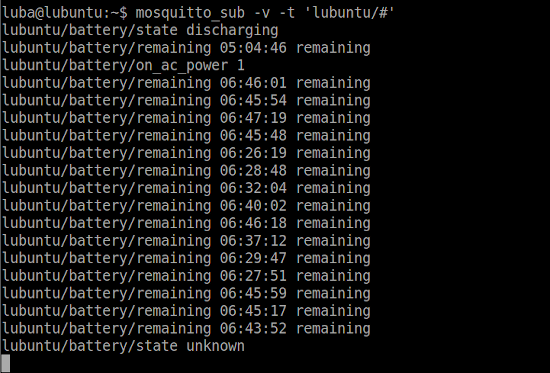 luba@lubuntu:~$ mosquitto_sub -v -t 'lubuntu/#'
lubuntu/battery/state discharging
lubuntu/battery/remaining 05:04:46 remaining
lubuntu/battery/on_ac_power 1
lubuntu/battery/remaining 06:46:01 remaining
lubuntu/battery/remaining 06:45:54 remaining
lubuntu/battery/remaining 06:47:19 remaining
lubuntu/battery/remaining 06:45:48 remaining
lubuntu/battery/remaining 06:26:19 remaining
lubuntu/battery/remaining 06:28:48 remaining
lubuntu/battery/remaining 06:32:04 remaining
lubuntu/battery/remaining 06:40:02 remaining
lubuntu/battery/remaining 06:46:18 remaining
lubuntu/battery/remaining 06:37:12 remaining
lubuntu/battery/remaining 06:29:47 remaining
lubuntu/battery/remaining 06:27:51 remaining
lubuntu/battery/remaining 06:45:59 remaining
lubuntu/battery/remaining 06:45:17 remaining
lubuntu/battery/remaining 06:43:52 remaining
lubuntu/battery/state unknown